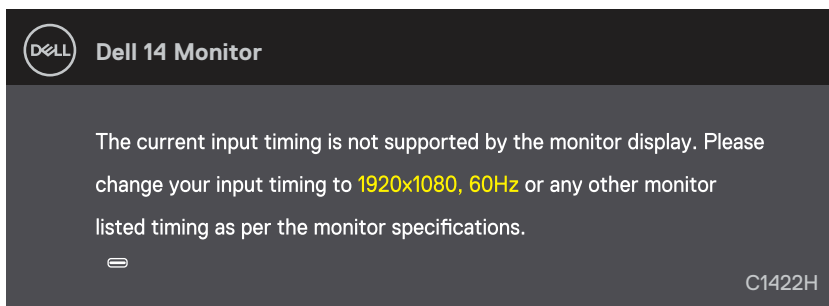 DELL
Dell 14 Monitor
The current input timing is not supported by the monitor display. Please
change your input timing to 1920x1080, 60Hz or any other monitor
listed timing as per the monitor specifications.
C1422H